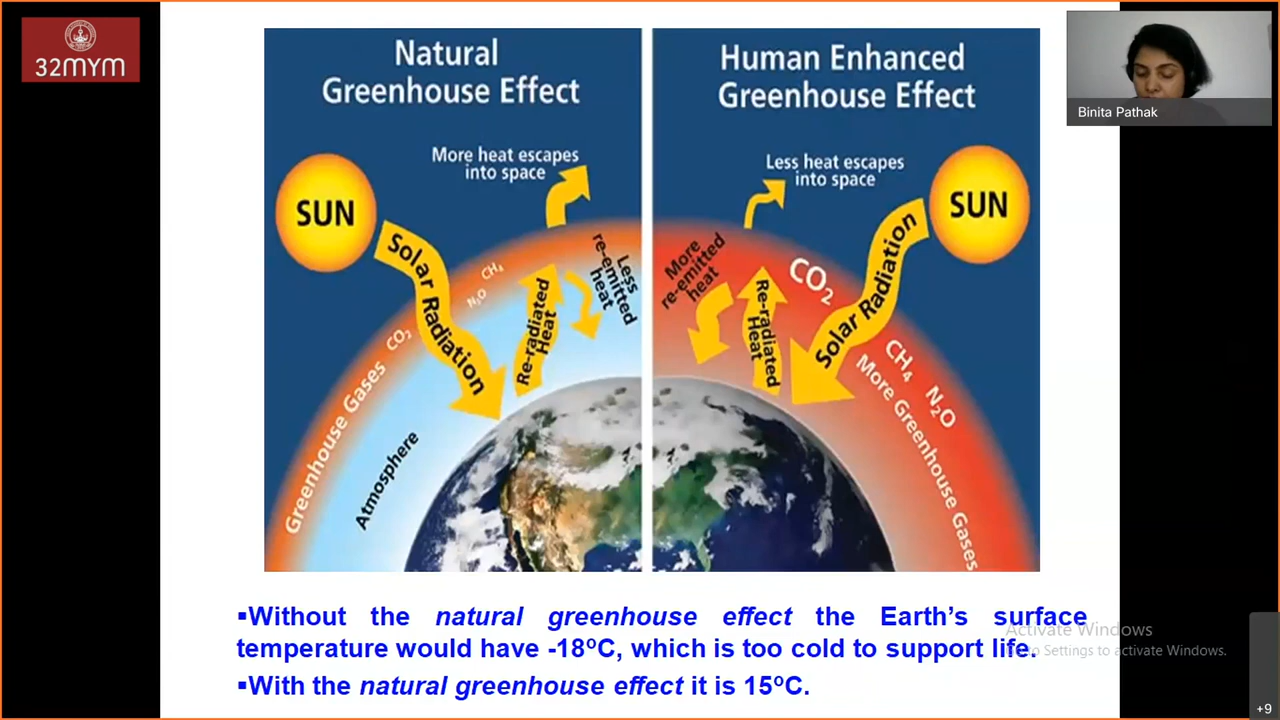 32MYM
Natural
Greenhouse Effect
More heat escapes
into space
SUN
Solar Radiation
Re-radiated
Heat
Less
re-emitted
heat
CH₄
N₂O
CO₂
Greenhouse Gases
Atmosphere
Human Enhanced
Greenhouse Effect
Less heat escapes
into space
SUN
Solar Radiation
More
re-emitted
heat
Re-radiated
Heat
CO₂
CH₄ N₂O
More Greenhouse Gases
Binita Pathak
▪Without the natural greenhouse effect the Earth's surface
temperature would have -18ºC, which is too cold to support life.
▪With the natural greenhouse effect it is 15ºC.
Activate Windows
to Settings to activate Windows.
+9